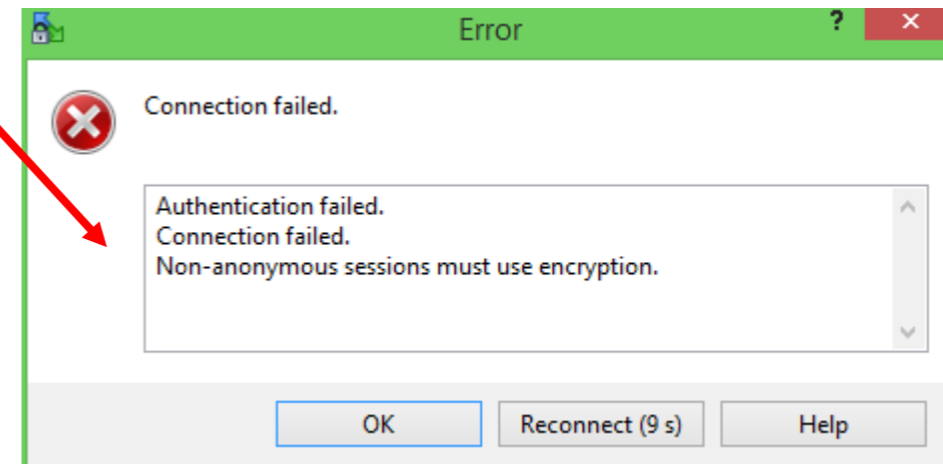 Error
?
Connection failed.
Authentication failed.
Connection failed.
Non-anonymous sessions must use encryption.
OK
Reconnect (9 s)
Help